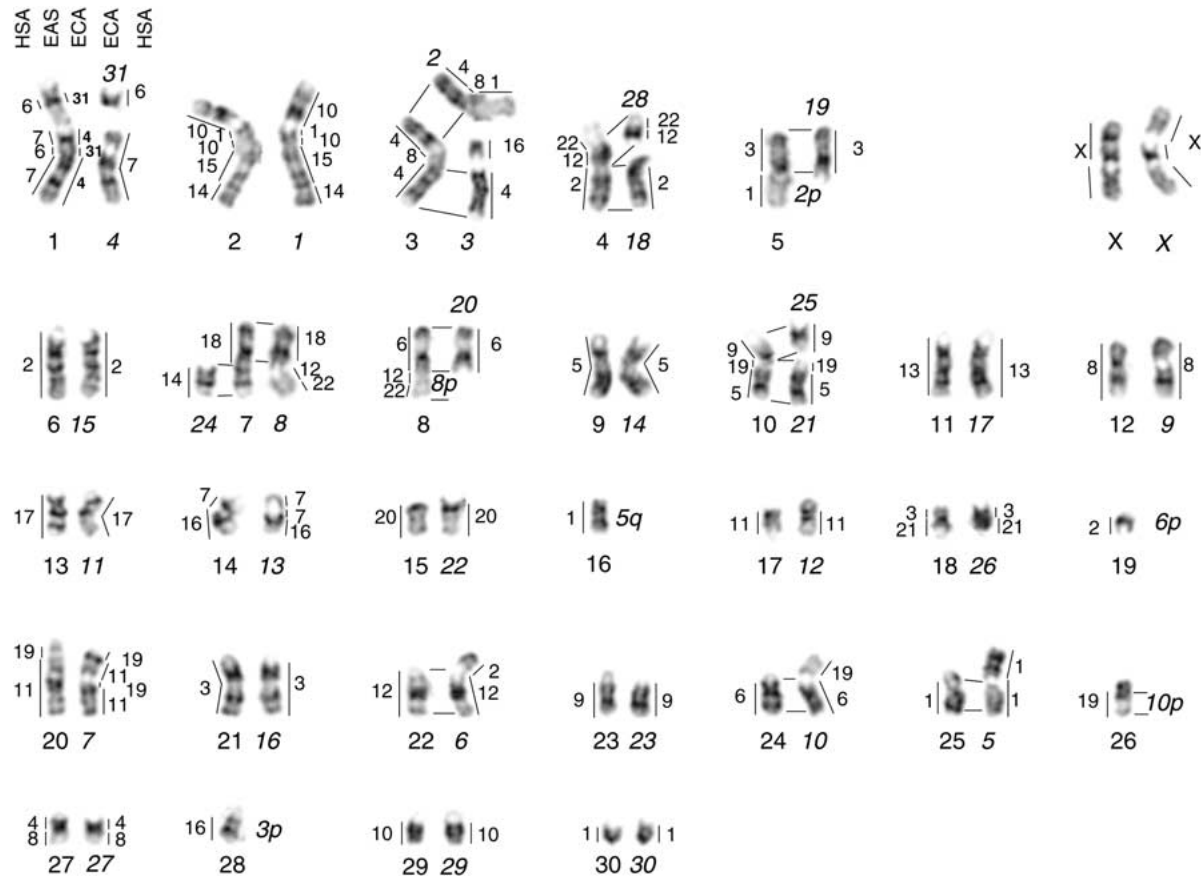 HSA EAS ECA ECA HSA
31 2 28 19
6 31 6 10 10 4 8 1 22 22 3 3 X X
7 4 10 1 1 4 16 22 12
6 31 7 10 10 8 12
7 4 15 15 4 4 2 2 1 2p
14 14
1 4 2 1 3 3 4 18 5 X X
20 25
2 2 18 18 6 6 5 5 9 9 13 13 8 8
14 12 12 19 19
22 22 8p 5 5
6 15 24 7 8 8 9 14 10 21 11 17 12 9
17 17 7 7 20 20 1 5q 11 11 3 3 2 6p
16 7 21 21
16
13 11 14 13 15 22 16 17 12 18 26 19
19 19 3 3 12 2 9 9 6 19 1 1 19 10p
11 11 12 6 1
19
11
20 7 21 16 22 6 23 23 24 10 25 5 26
4 4 16 3p 10 10 1 1
8 8
27 27 28 29 29 30 30